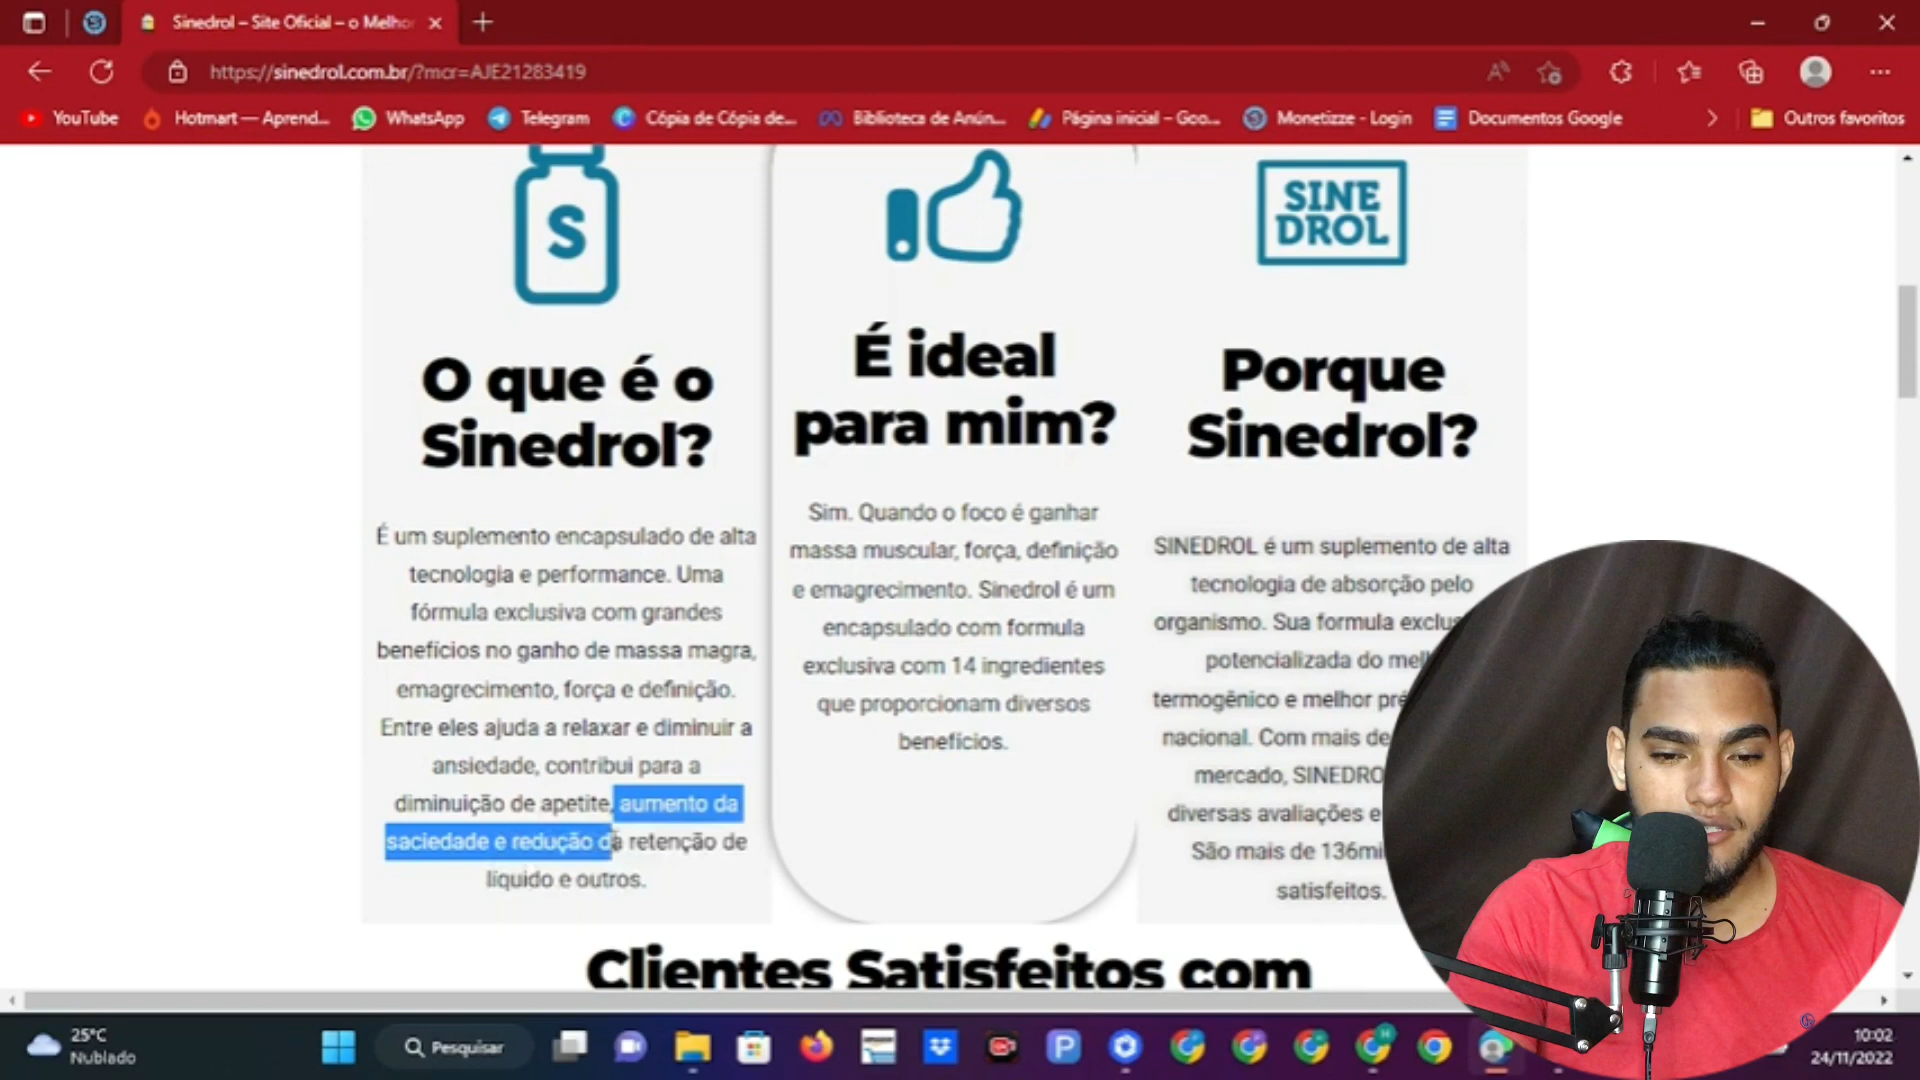 Sinedrol – Site Oficial – o Melho
https://sinedrol.com.br/?mcr=AJE21283419
YouTube
Hotmart — Aprend...
WhatsApp
Telegram
Cópia de Cópia de...
Biblioteca de Anún...
Página inicial – Goo...
Monetizze - Login
Documentos Google
Outros favoritos
S
O que é o
Sinedrol?
É um suplemento encapsulado de alta
tecnologia e performance. Uma
fórmula exclusiva com grandes
benefícios no ganho de massa magra,
emagrecimento, força e definição.
Entre eles ajuda a relaxar e diminuir a
ansiedade, contribui para a
diminuição de apetite, aumento da
saciedade e redução da retenção de
líquido e outros.
É ideal
para mim?
Sim. Quando o foco é ganhar
massa muscular, força, definição
e emagrecimento. Sinedrol é um
encapsulado com formula
exclusiva com 14 ingredientes
que proporcionam diversos
benefícios.
SINE
DROL
Porque
Sinedrol?
SINEDROL é um suplemento de alta
tecnologia de absorção pelo
organismo. Sua formula
potencializada do
termogênico e melhor
nacional. Com mais de
mercado,
diversas avaliações e
São mais de
satisfeitos.
Clientes Satisfeitos com
25°C
Nublado
Pesquisar
10:02
24/11/2022